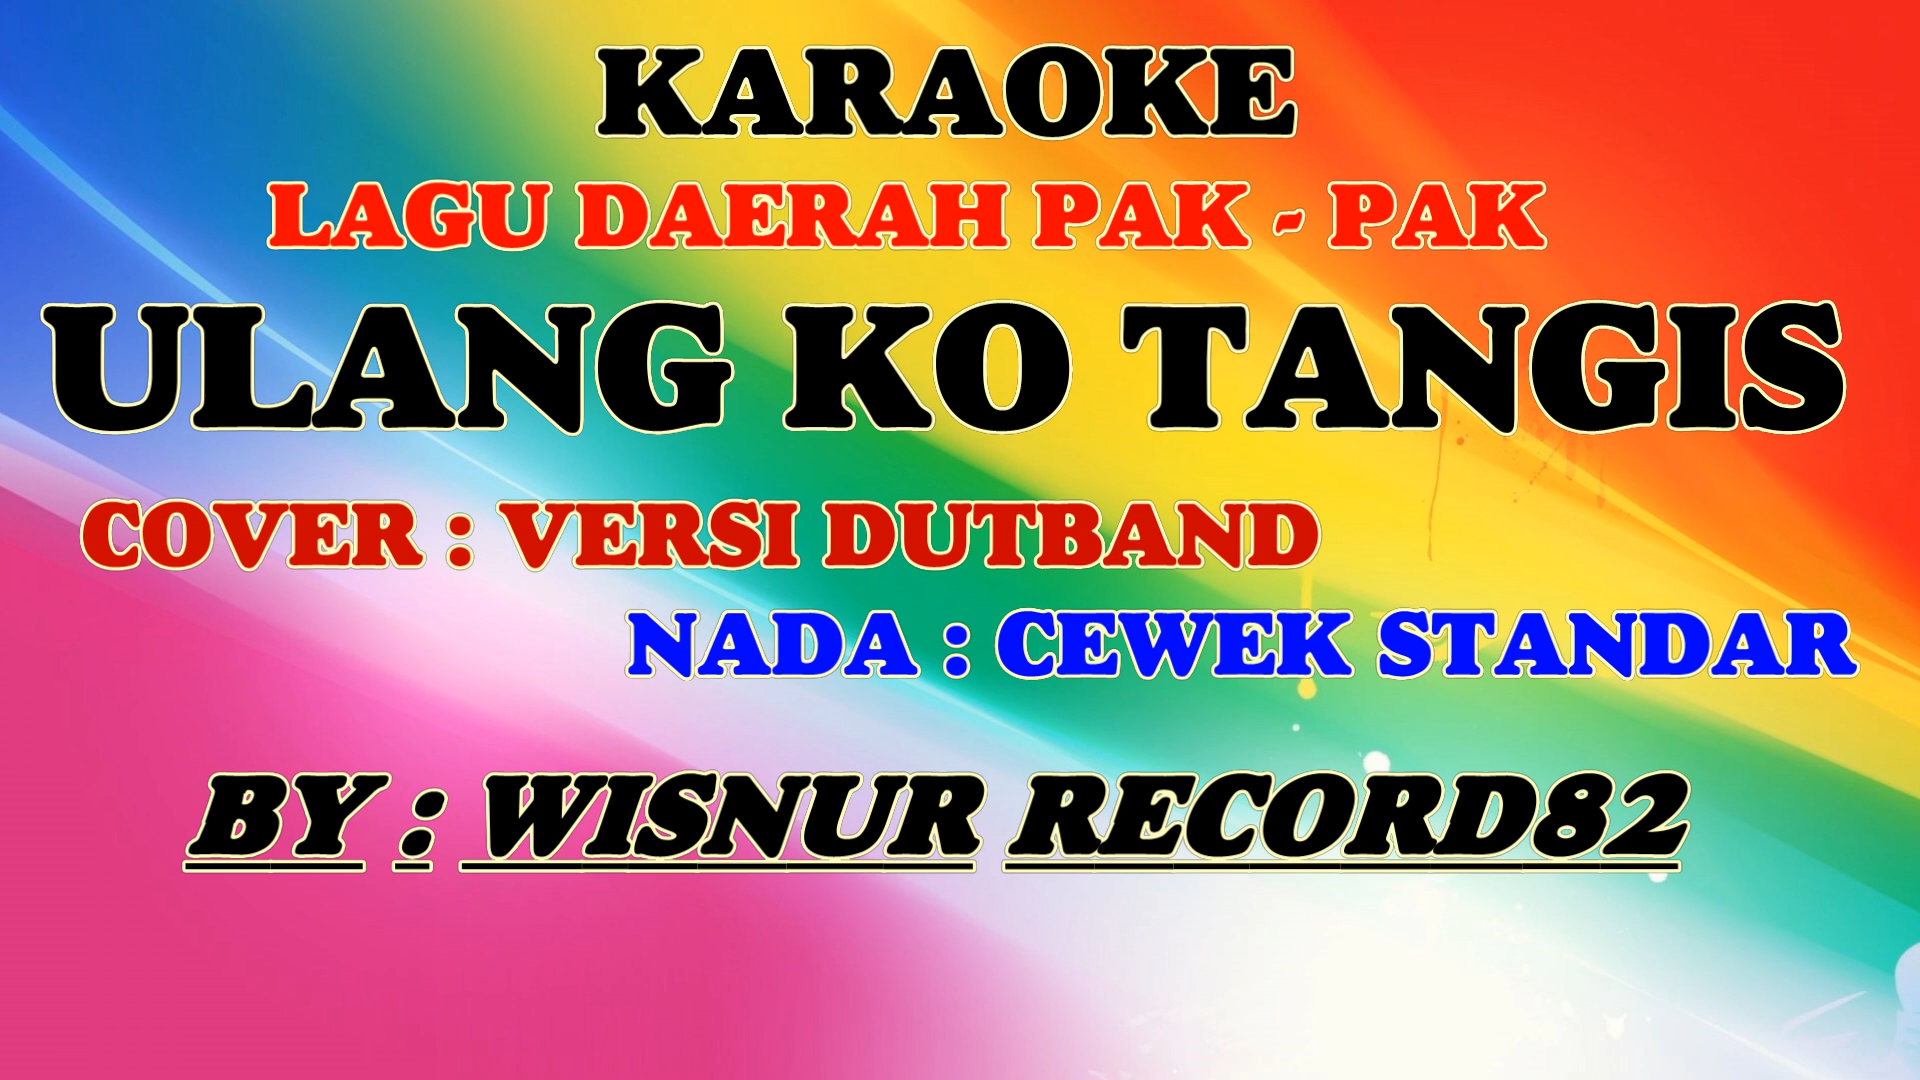 KARAOKE
LAGU DAERAH PAK - PAK
ULANG KO TANGIS
COVER : VERSI DUTBAND
NADA : CEWEK STANDAR
BY : WISNUR RECORD82